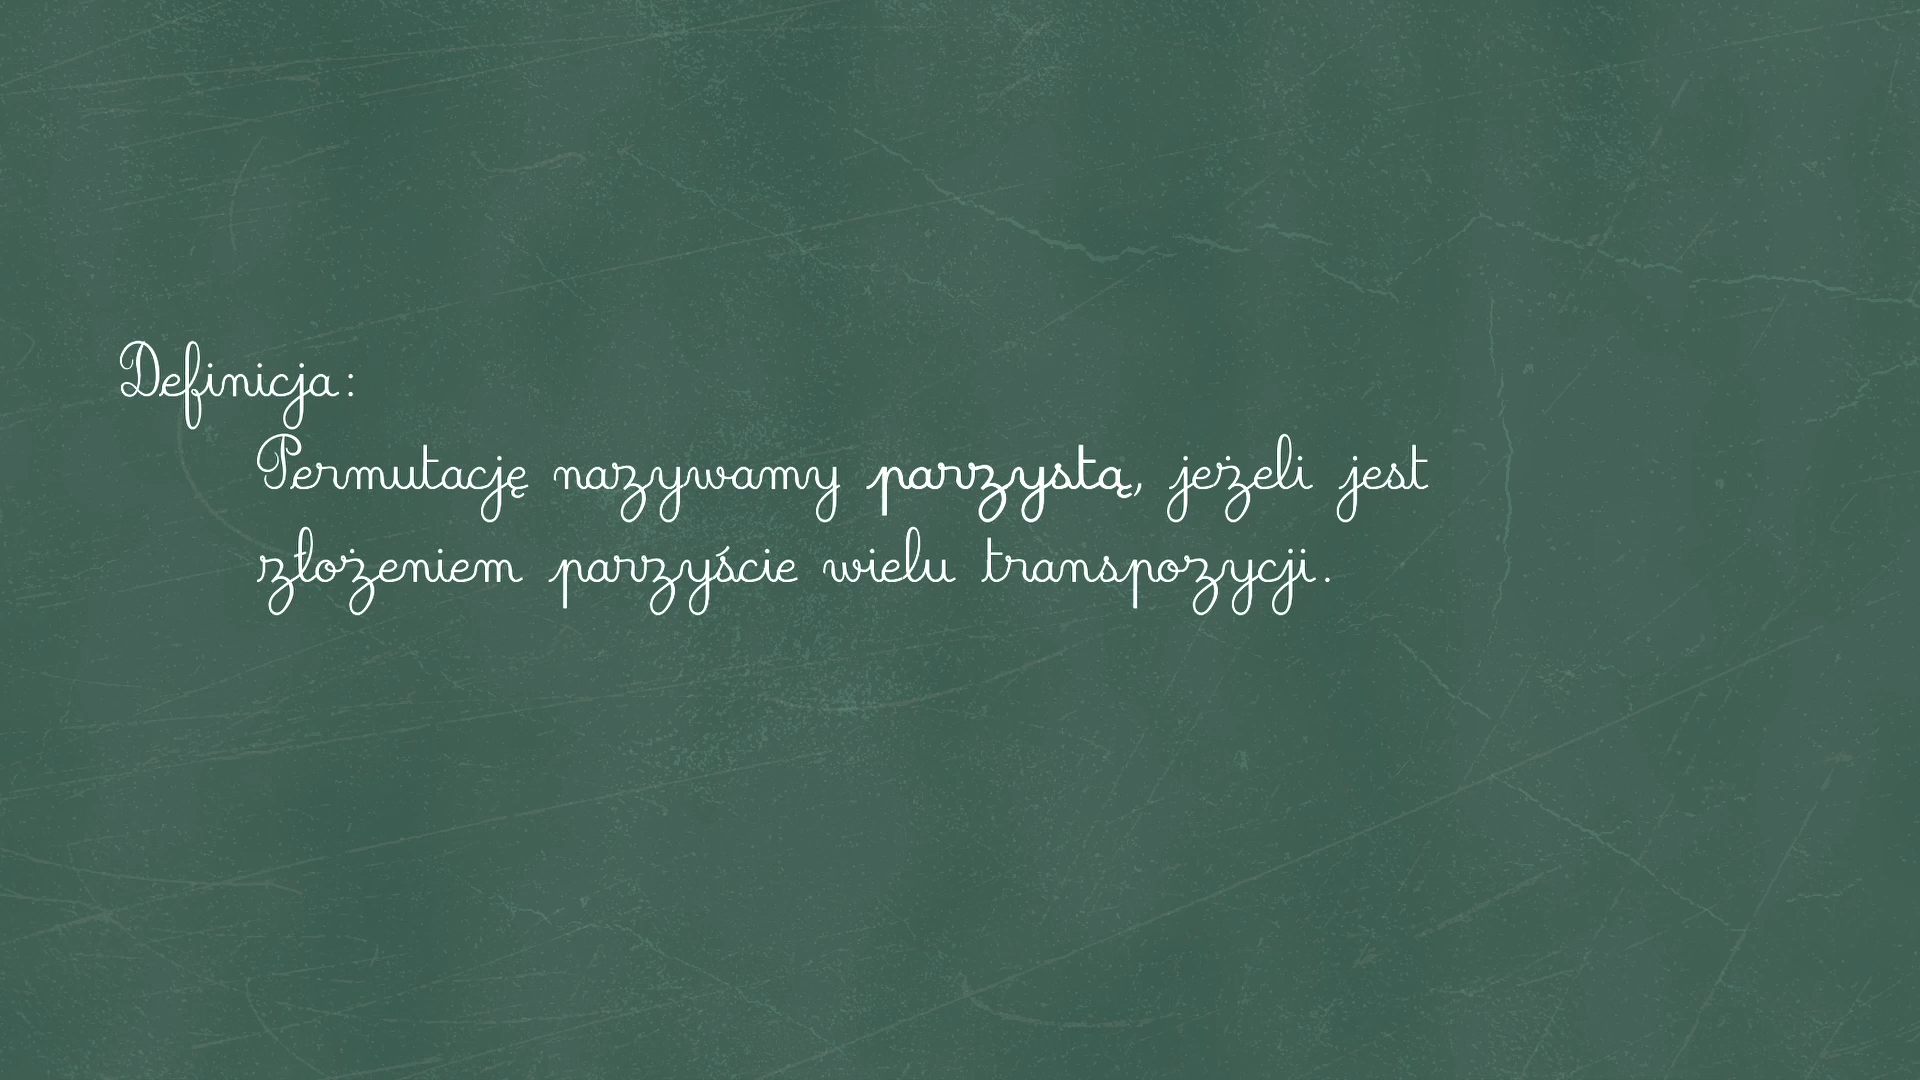 Definicja:
Permutację nazywamy parzystą, jeżeli jest
złożeniem parzyście wielu transpozycji.